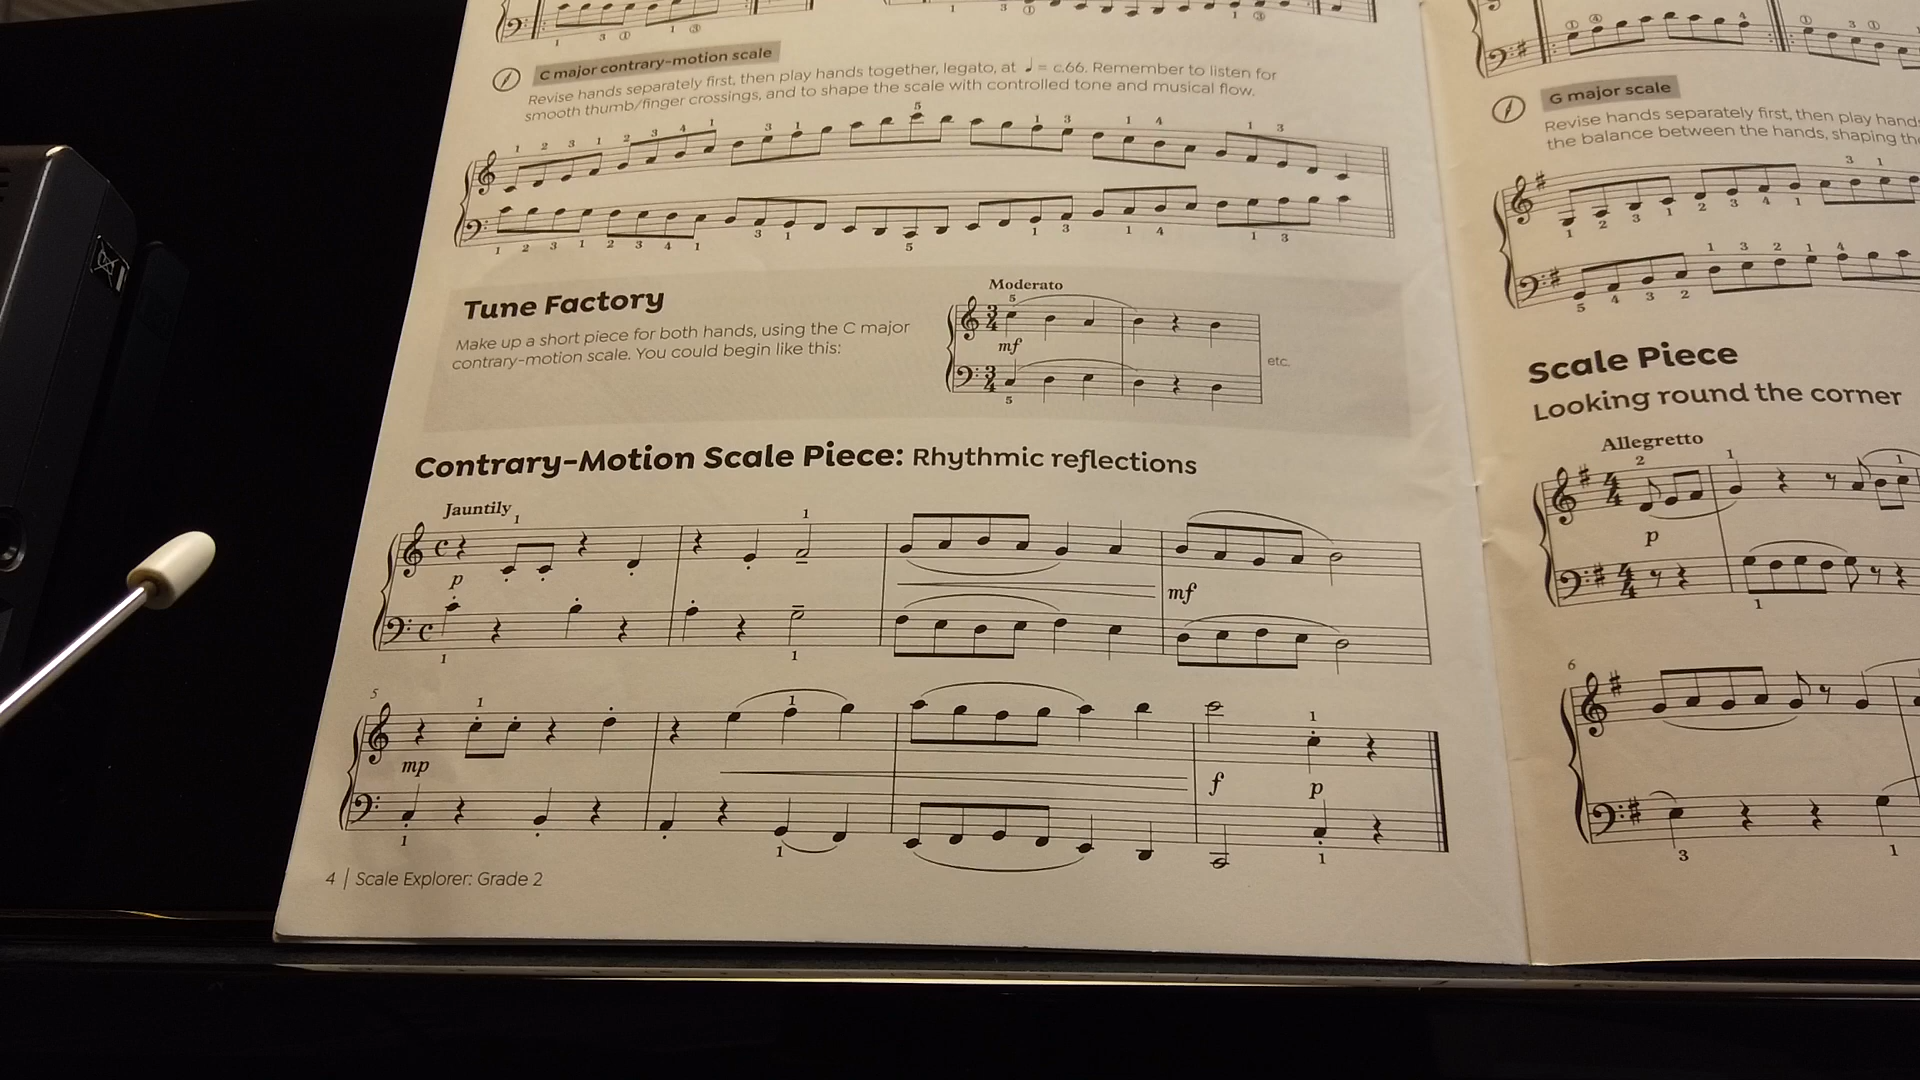 C major contrary-motion scale
Revise hands separately first, then play hands together, legato, at ♩ = c.66. Remember to listen for
smooth thumb/finger crossings, and to shape the scale with controlled tone and musical flow.
Tune Factory
Make up a short piece for both hands, using the C major
contrary-motion scale. You could begin like this:
Moderato
mf
etc.
Contrary-Motion Scale Piece: Rhythmic reflections
Jauntily
p
mf
5
mp
f
p
4 | Scale Explorer: Grade 2
G major scale
Revise hands separately first, then play hand
the balance between the hands, shaping th
Scale Piece
Looking round the corner
Allegretto
p
6